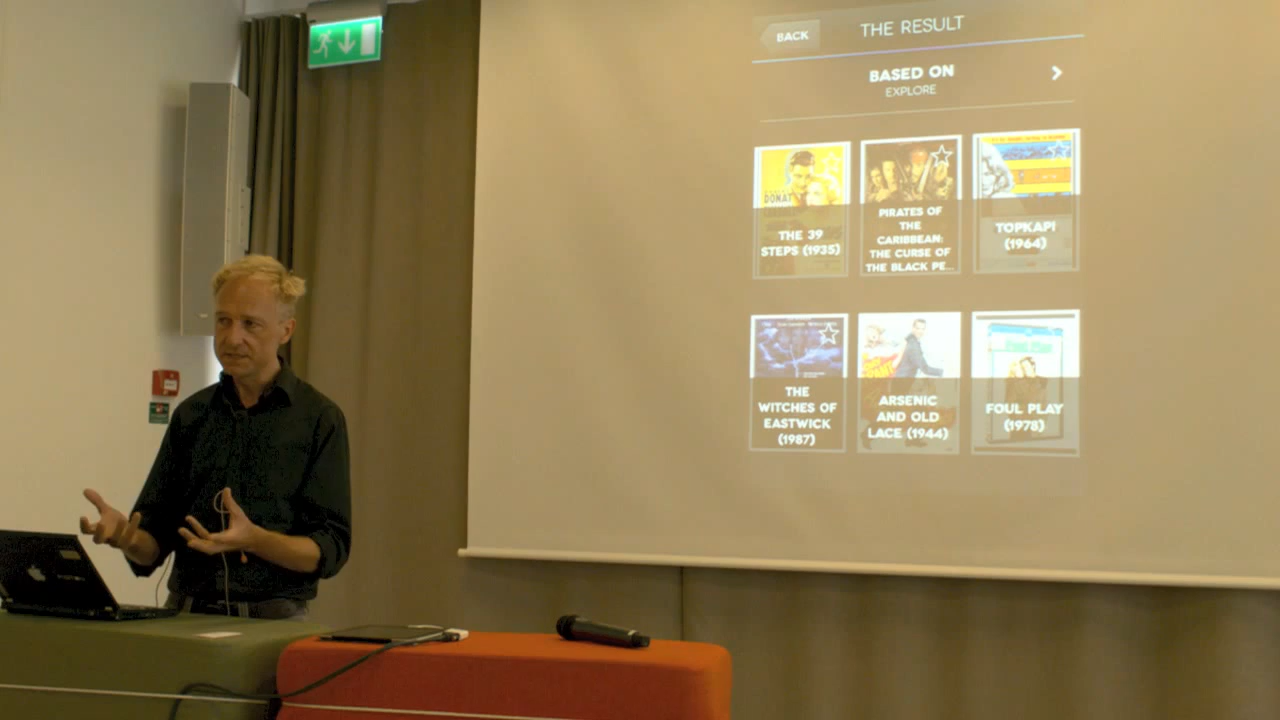 BACK
THE RESULT
BASED ON
EXPLORE
DONAT
THE 39
STEPS (1935)
PIRATES OF
THE
CARIBBEAN:
THE CURSE OF
THE BLACK PE...
TOPKAPI
(1964)
THE
WITCHES OF
EASTWICK
(1987)
ARSENIC
AND OLD
LACE (1944)
FOUL PLAY
(1978)